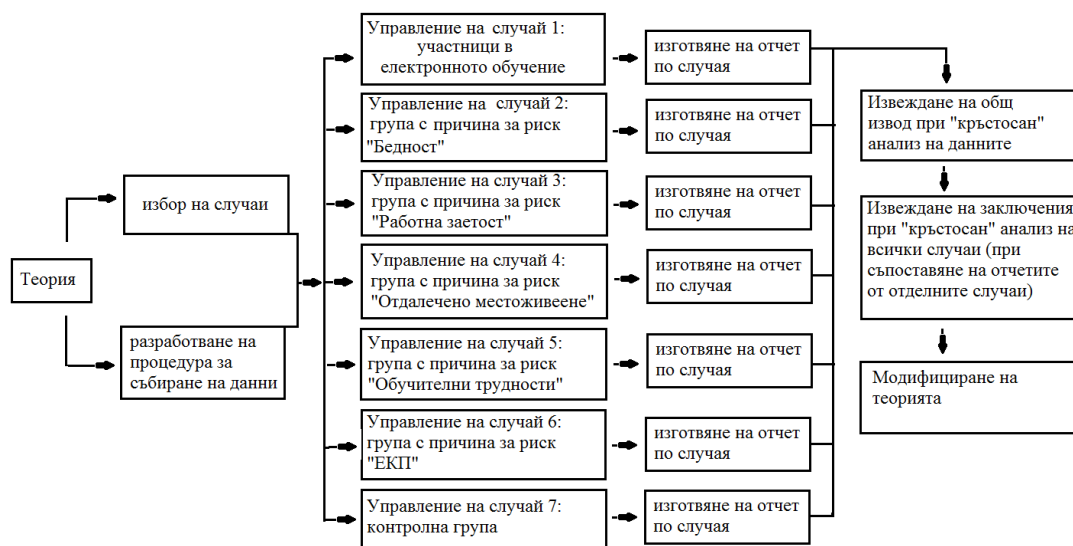 Теория
избор на случаи
разработване на
процедура за
събиране на данни
Управление на случай 1:
участници в
електронното обучение
изготвяне на отчет
по случая
Управление на случай 2:
група с причина за риск
"Бедност"
изготвяне на отчет
по случая
Управление на случай 3:
група с причина за риск
"Работна заетост"
изготвяне на отчет
по случая
Управление на случай 4:
група с причина за риск
"Отдалечено местоживеене"
изготвяне на отчет
по случая
Управление на случай 5:
група с причина за риск
"Обучителни трудности"
изготвяне на отчет
по случая
Управление на случай 6:
група с причина за риск
"ЕКП"
изготвяне на отчет
по случая
Управление на случай 7:
контролна група
изготвяне на отчет
по случая
Извеждане на общ
извод при "кръстосан"
анализ на данните
Извеждане на заключения
при "кръстосан" анализ на
всички случаи (при
съпоставяне на отчетите
от отделните случаи)
Модифициране на
теорията